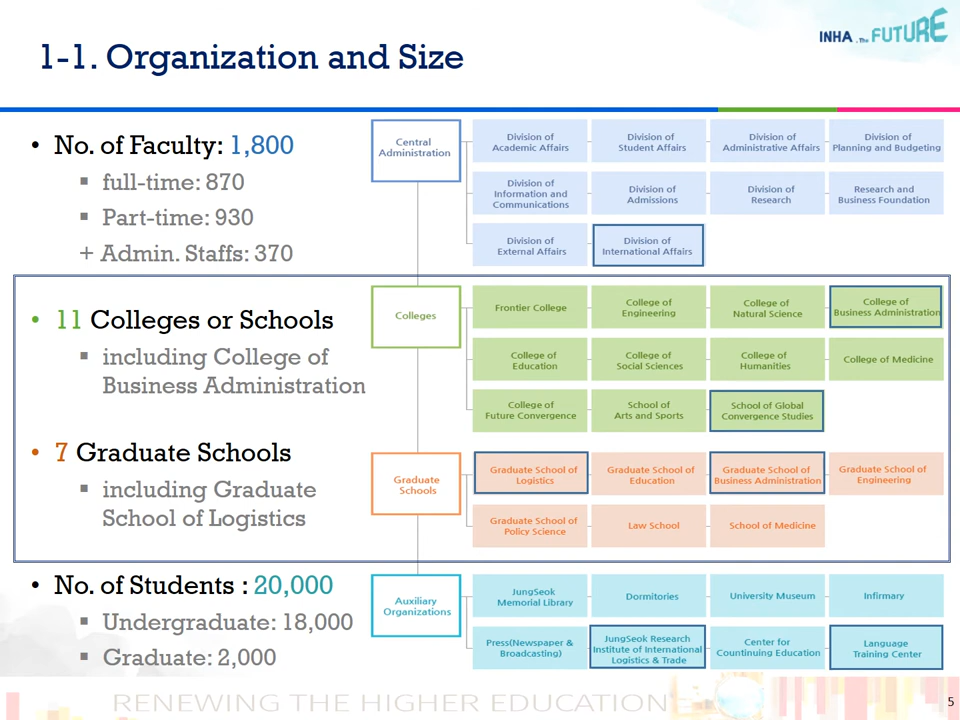 1-1. Organization and Size
INHA , The FUTURE
• No. of Faculty: 1,800
▪ full-time: 870
▪ Part-time: 930
+ Admin. Staffs: 370
• 11 Colleges or Schools
▪ including College of
Business Administration
• 7 Graduate Schools
▪ including Graduate
School of Logistics
• No. of Students : 20,000
▪ Undergraduate: 18,000
▪ Graduate: 2,000
Central
Administration
Division of
Academic Affairs
Division of
Student Affairs
Division of
Administrative Affairs
Division of
Planning and Budgeting
Division of
Information and
Communications
Division of
Admissions
Division of
Research
Research and
Business Foundation
Division of
External Affairs
Division of
International Affairs
Colleges
Frontier College
College of
Engineering
College of
Natural Science
College of
Business Administration
College of
Education
College of
Social Sciences
College of
Humanities
College of Medicine
College of
Future Convergence
School of
Arts and Sports
School of Global
Convergence Studies
Graduate
Schools
Graduate School of
Logistics
Graduate School of
Education
Graduate School of
Business Administration
Graduate School of
Engineering
Graduate School of
Policy Science
Law School
School of Medicine
Auxiliary
Organizations
JungSeok
Memorial Library
Dormitories
University Museum
Infirmary
Press(Newspaper &
Broadcasting)
JungSeok Research
Institute of International
Logistics & Trade
Center for
Countinuing Education
Language
Training Center
RENEWING THE HIGHER EDUCATION
5